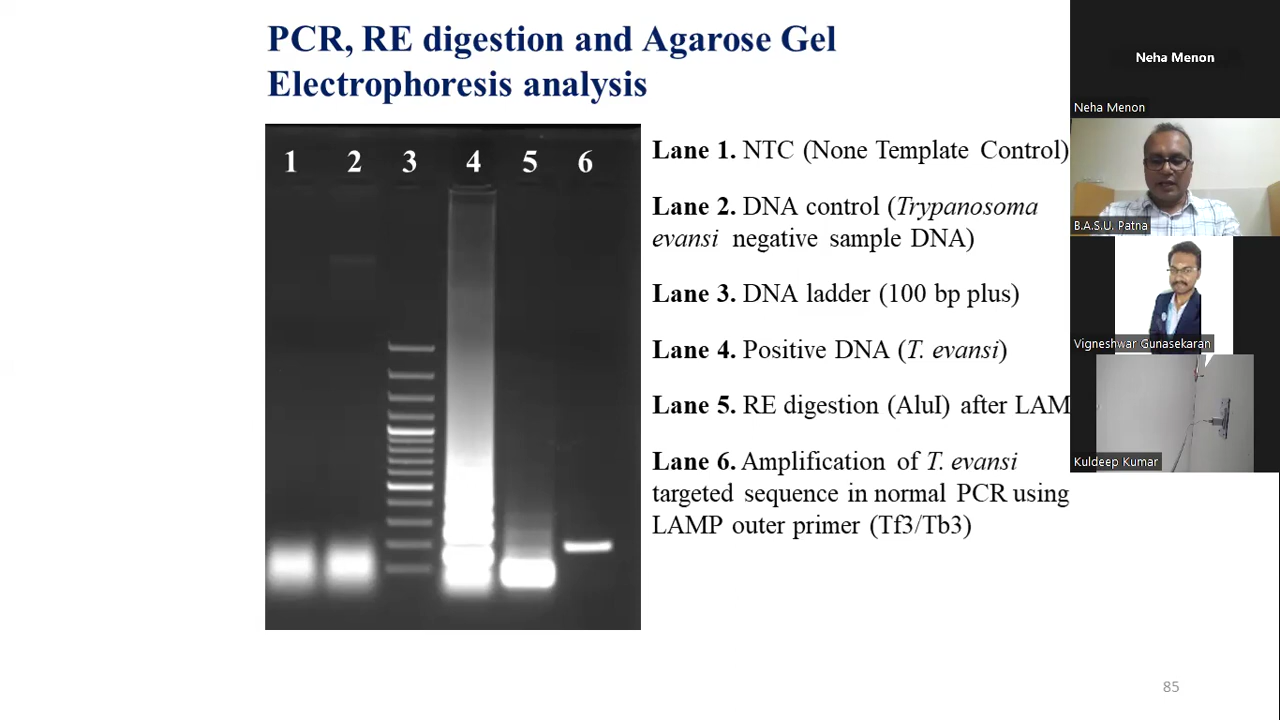 PCR, RE digestion and Agarose Gel
Electrophoresis analysis
1 2 3 4 5 6
Lane 1. NTC (None Template Control)
Lane 2. DNA control (Trypanosoma
evansi negative sample DNA)
Lane 3. DNA ladder (100 bp plus)
Lane 4. Positive DNA (T. evansi)
Lane 5. RE digestion (AluI) after LAM
Lane 6. Amplification of T. evansi
targeted sequence in normal PCR using
LAMP outer primer (Tf3/Tb3)
85
Neha Menon
Neha Menon
B.A.S.U. Patna
Vigneshwar Gunasekaran
Kuldeep Kumar